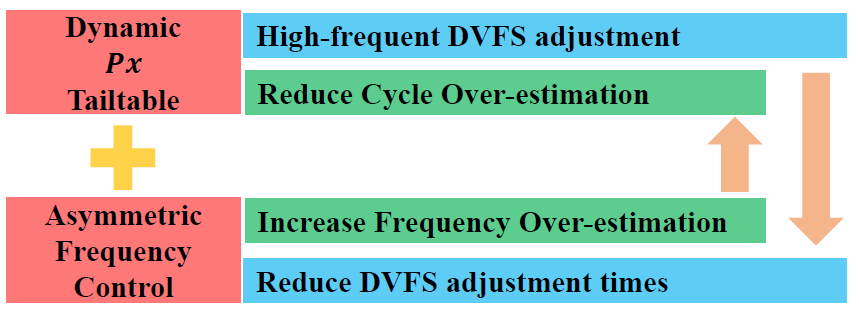 Dynamic
Px
Tailtable
High-frequent DVFS adjustment
Reduce Cycle Over-estimation
Asymmetric
Frequency
Control
Increase Frequency Over-estimation
Reduce DVFS adjustment times